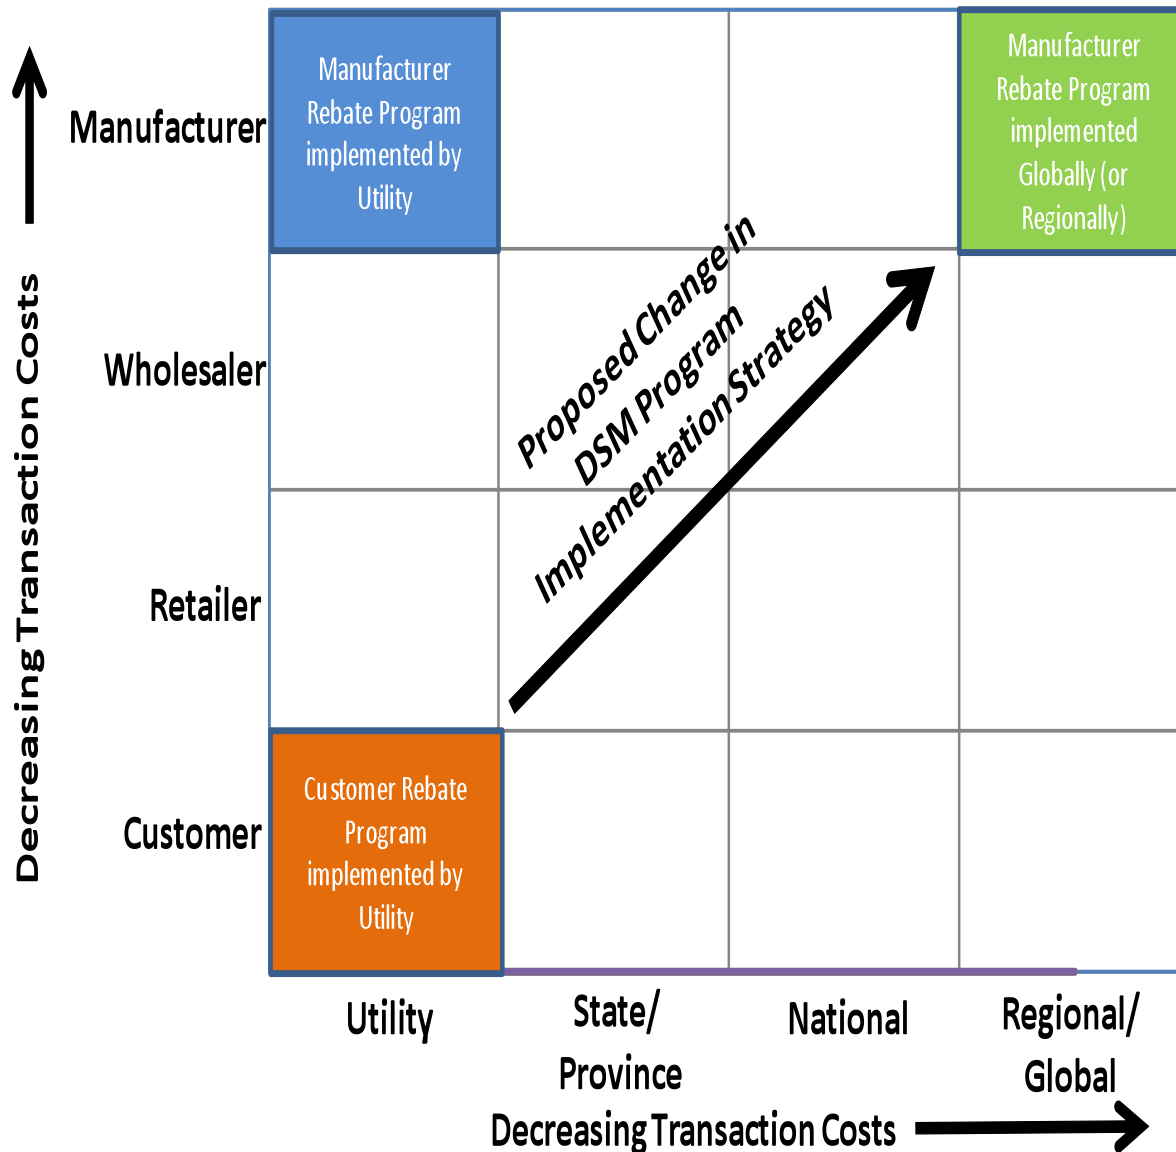 Manufacturer
Rebate Program
implemented by
Utility
Manufacturer
Rebate Program
implemented
Globally (or
Regionally)
Manufacturer
Wholesaler
Retailer
Customer
Decreasing Transaction Costs
Proposed Change in
DSM Program
Implementation Strategy
Customer Rebate
Program
implemented by
Utility
Utility
State/
Province
National
Regional/
Global
Decreasing Transaction Costs